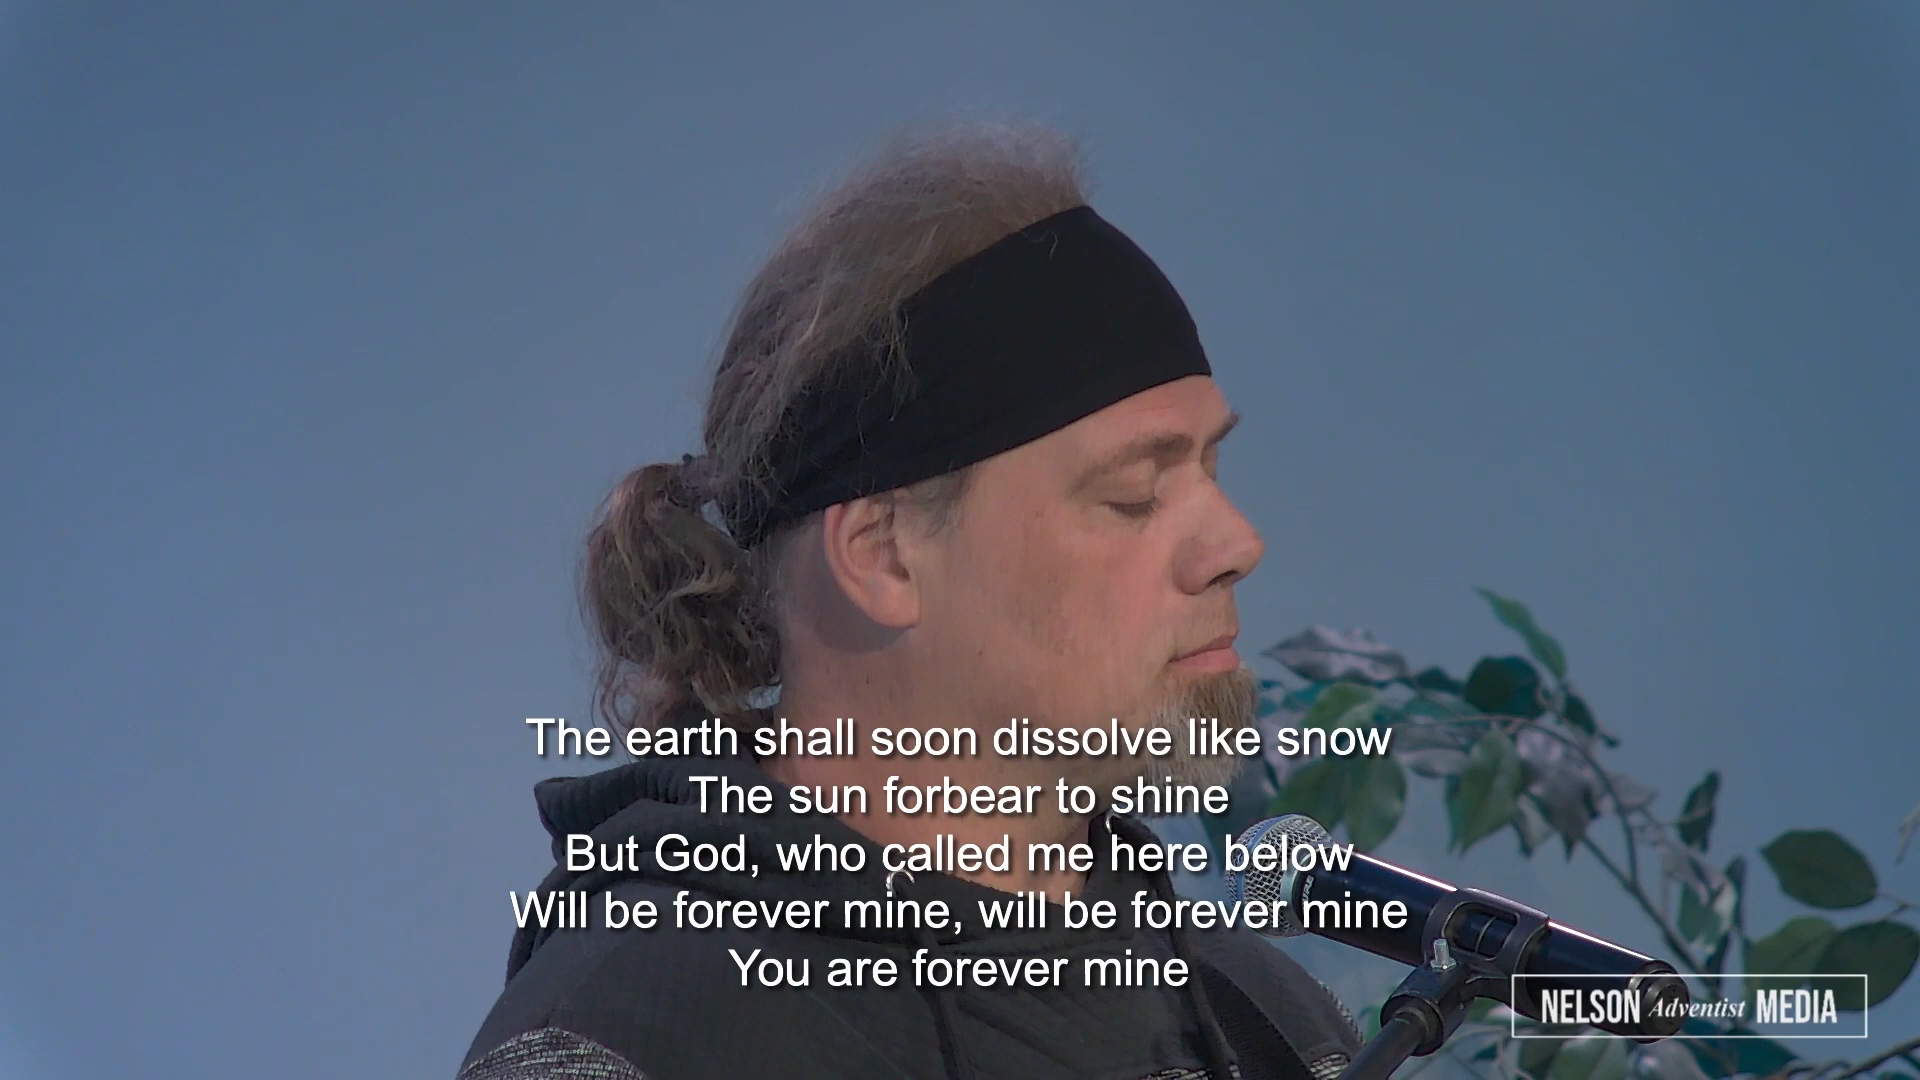 The earth shall soon dissolve like snow
The sun forbear to shine
But God, who called me here below
Will be forever mine, will be forever mine
You are forever mine
NELSON Adventist MEDIA